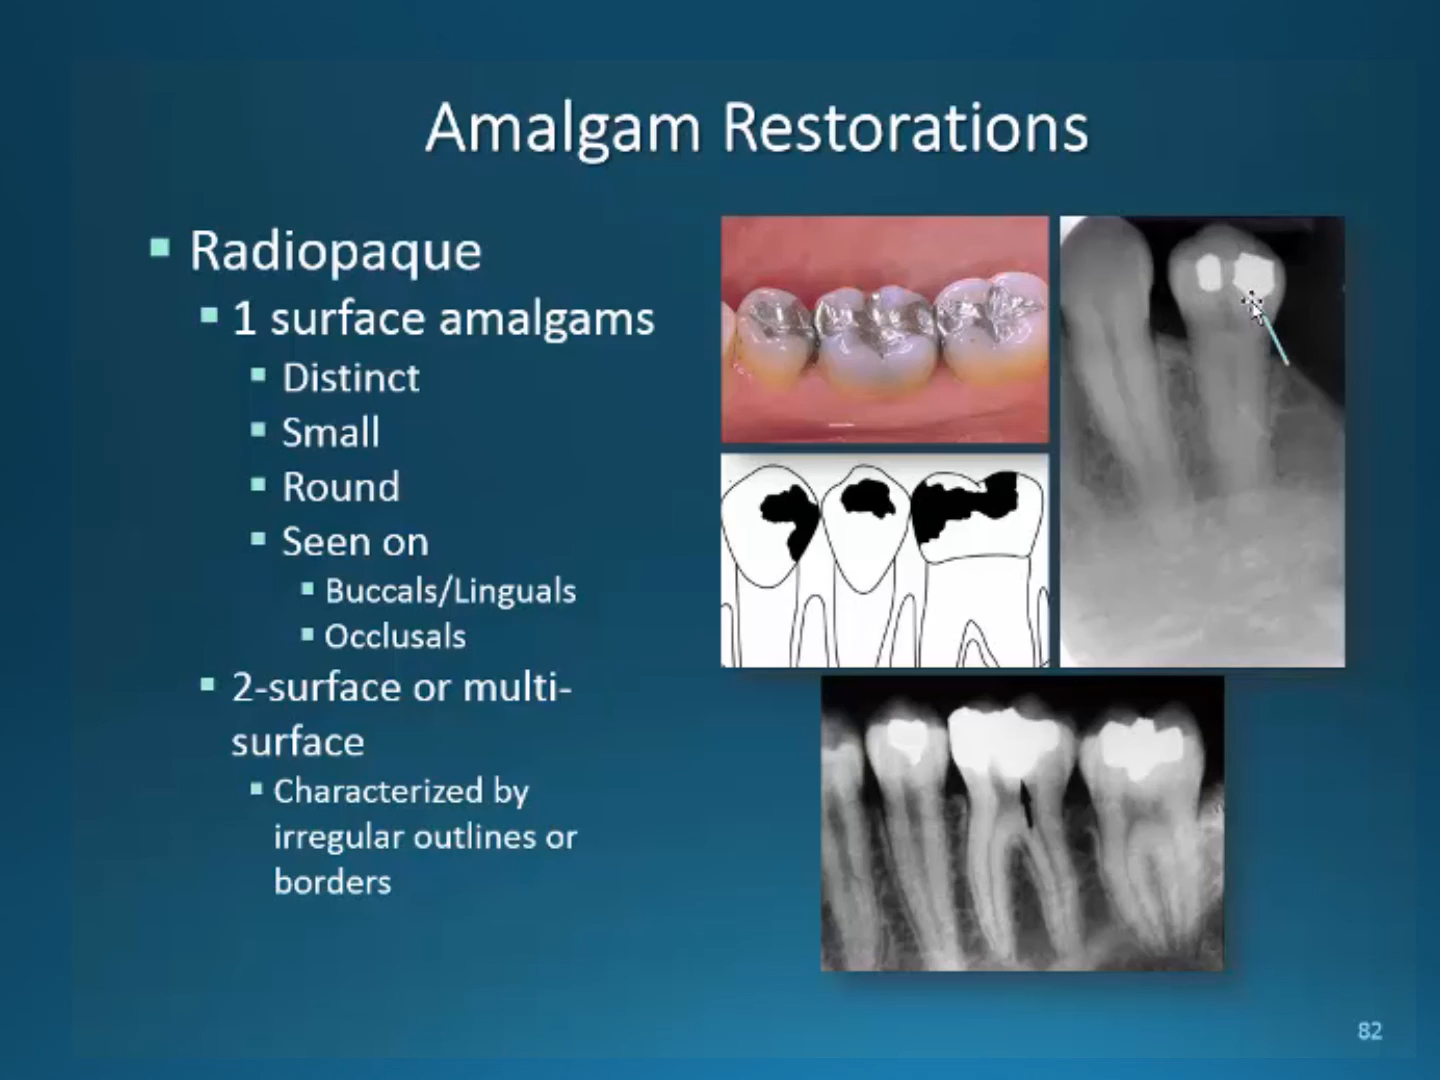 Amalgam Restorations
Radiopaque
1 surface amalgams
Distinct
Small
Round
Seen on
Buccals/Linguals
Occlusals
2-surface or multi-
surface
Characterized by
irregular outlines or
borders
82